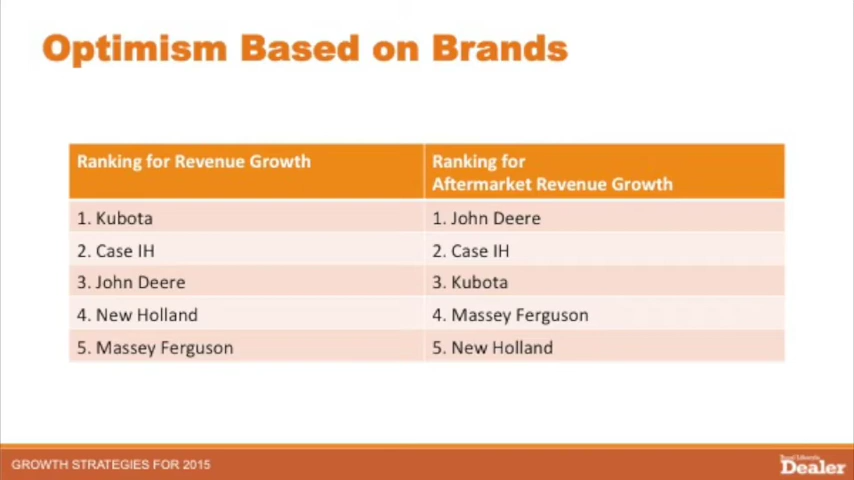 Optimism Based on Brands
Ranking for Revenue Growth
Ranking for
Aftermarket Revenue Growth
1. Kubota
1. John Deere
2. Case IH
2. Case IH
3. John Deere
3. Kubota
4. New Holland
4. Massey Ferguson
5. Massey Ferguson
5. New Holland
GROWTH STRATEGIES FOR 2015
Dealer